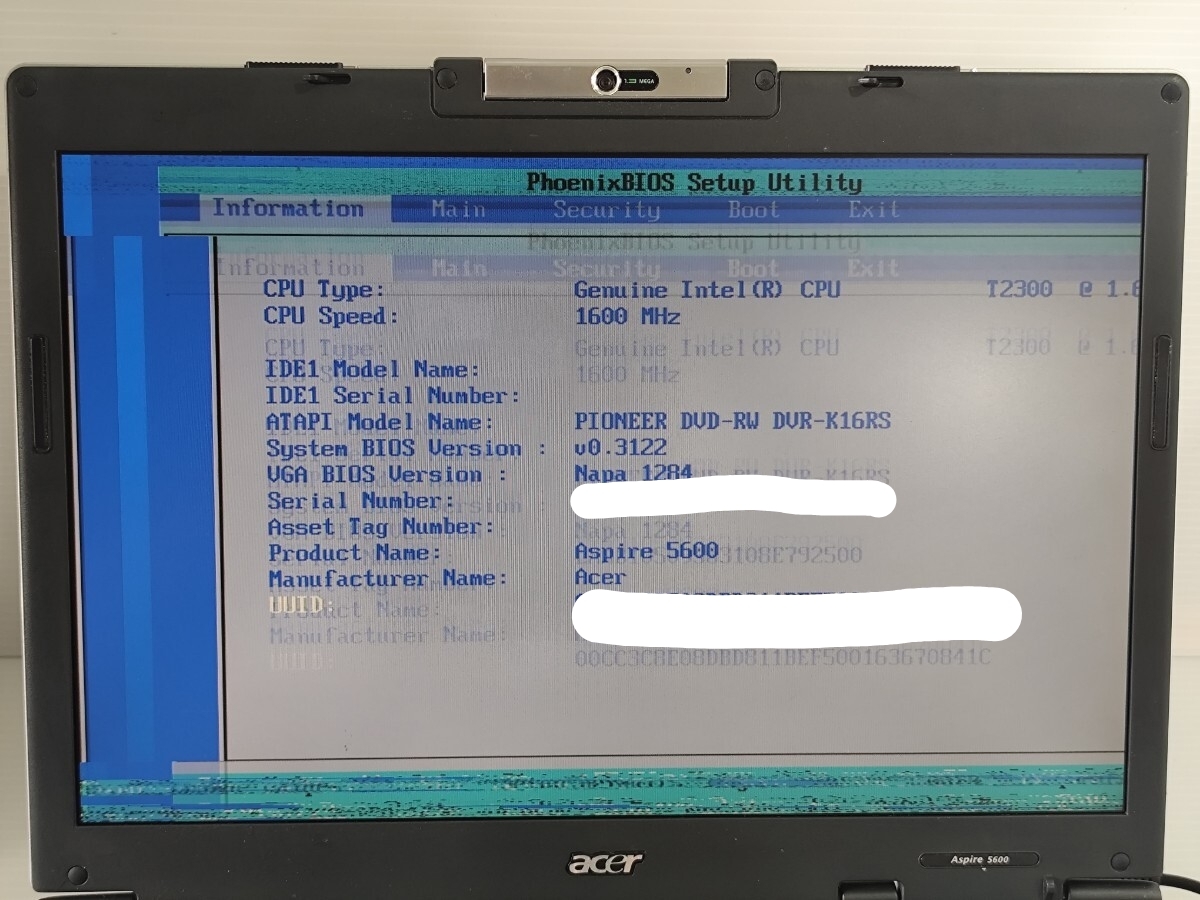 1.3 MEGA
PhoenixBIOS Setup Utility
Information Main Security Boot Exit
PhoenixBIOS Setup Utility
Information Main Security Boot Exit
CPU Type: Genuine Intel(R) CPU T2300 @ 1.6
CPU Speed: 1600 MHz
CPU Type: Genuine Intel(R) CPU T2300 @ 1.6
IDE1 Model Name:
1600 MHz
IDE1 Serial Number:
ATAPI Model Name: PIONEER DVD-RW DVR-K16RS
System BIOS Version : v0.3122
VGA BIOS Version : Napa 1284
Serial Number:
Asset Tag Number:
Napa 1284
Product Name: Aspire 5600
Manufacturer Name: Acer
UUID:
Product Name:
Manufacturer Name:
UUID:
acer
Aspire 5600